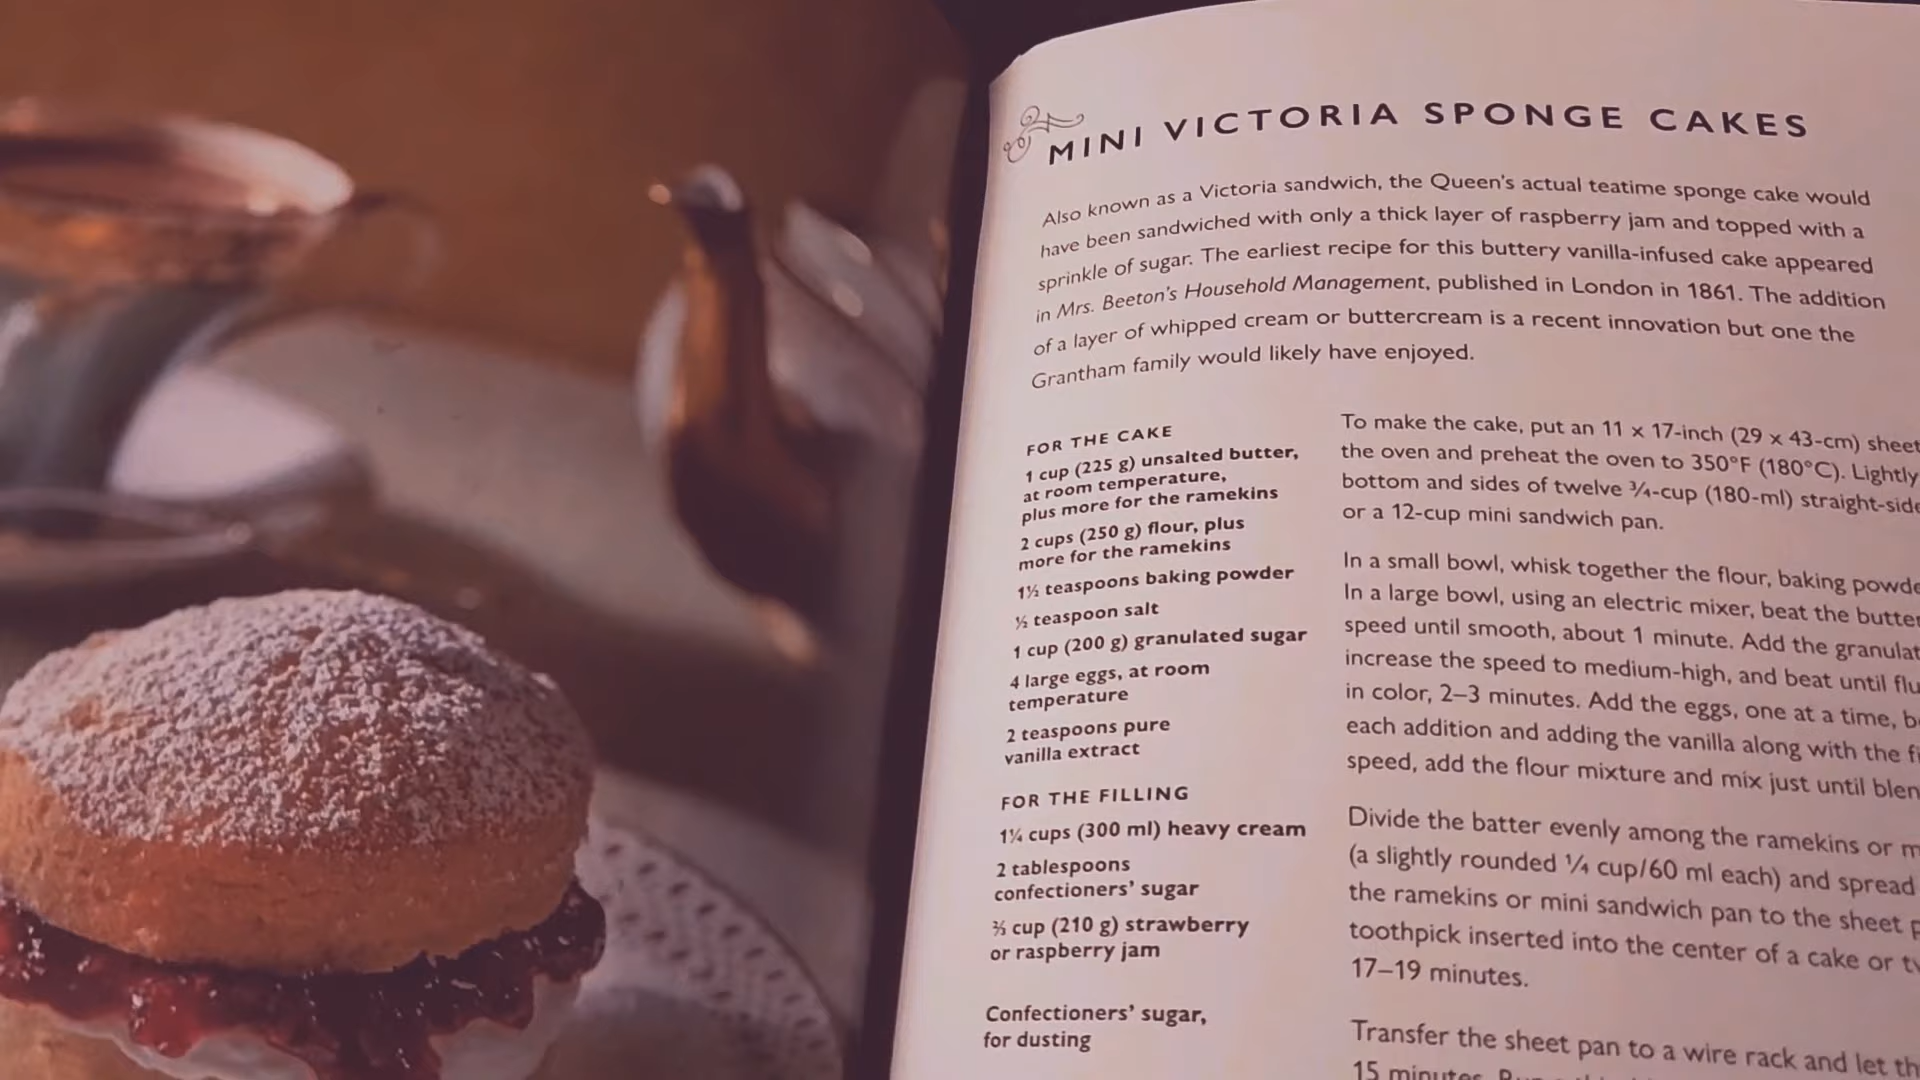 MINI VICTORIA SPONGE CAKES
Also known as a Victoria sandwich, the Queen's actual teatime sponge cake would
have been sandwiched with only a thick layer of raspberry jam and topped with a
sprinkle of sugar. The earliest recipe for this buttery vanilla-infused cake appeared
in Mrs. Beeton's Household Management, published in London in 1861. The addition
of a layer of whipped cream or buttercream is a recent innovation but one the
Grantham family would likely have enjoyed.
FOR THE CAKE
1 cup (225 g) unsalted butter,
at room temperature,
plus more for the ramekins
2 cups (250 g) flour, plus
more for the ramekins
1½ teaspoons baking powder
½ teaspoon salt
1 cup (200 g) granulated sugar
4 large eggs, at room
temperature
2 teaspoons pure
vanilla extract
FOR THE FILLING
1¼ cups (300 ml) heavy cream
2 tablespoons
confectioners' sugar
⅔ cup (210 g) strawberry
or raspberry jam
Confectioners' sugar,
for dusting
To make the cake, put an 11 x 17-inch (29 x 43-cm) sheet
the oven and preheat the oven to 350°F (180°C). Lightly
bottom and sides of twelve ¾-cup (180-ml) straight-side
or a 12-cup mini sandwich pan.
In a small bowl, whisk together the flour, baking powde
In a large bowl, using an electric mixer, beat the butter
speed until smooth, about 1 minute. Add the granulat
increase the speed to medium-high, and beat until flu
in color, 2–3 minutes. Add the eggs, one at a time, b
each addition and adding the vanilla along with the fi
speed, add the flour mixture and mix just until blen
Divide the batter evenly among the ramekins or m
(a slightly rounded ¼ cup/60 ml each) and spread
the ramekins or mini sandwich pan to the sheet p
toothpick inserted into the center of a cake or tw
17–19 minutes.
Transfer the sheet pan to a wire rack and let th
15 minutes.